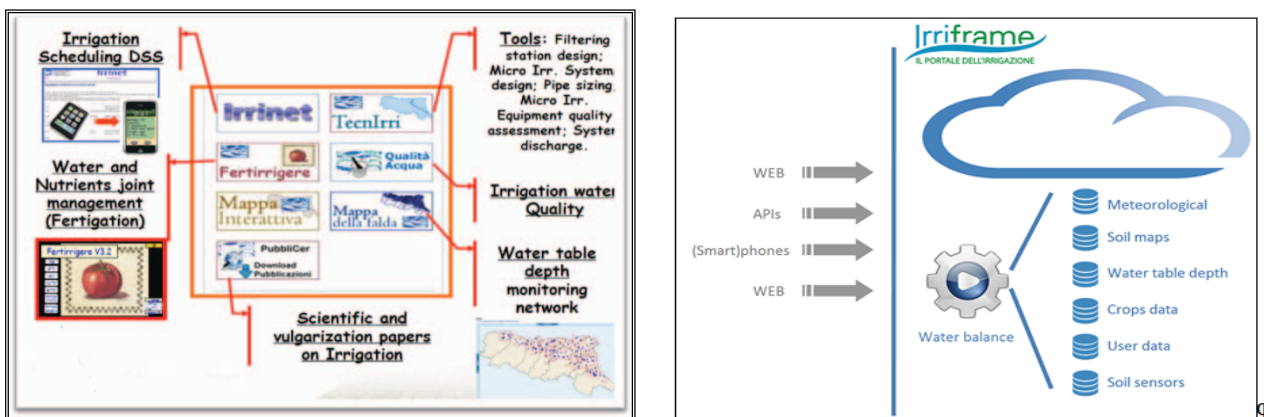 Irrigation
Scheduling DSS
Water and
Nutrients joint
management
(Fertigation)
Fertirrigere V3.2
Irrinet
TecnIrri
Fertirrigere
Qualità
Acqua
Mappa
Interattiva
Mappa
della falda
PubbliCer
Download
Pubblicazioni
Scientific and
vulgarization papers
on Irrigation
Tools: Filtering
station design;
Micro Irr. System
design; Pipe sizing
Micro Irr.
Equipment quality
assessment; System
discharge.
Irrigation water
Quality
Water table
depth
monitoring
network
Irriframe
IL PORTALE DELL'IRRIGAZIONE
WEB
APIs
(Smart)phones
WEB
Water balance
Meteorological
Soil maps
Water table depth
Crops data
User data
Soil sensors